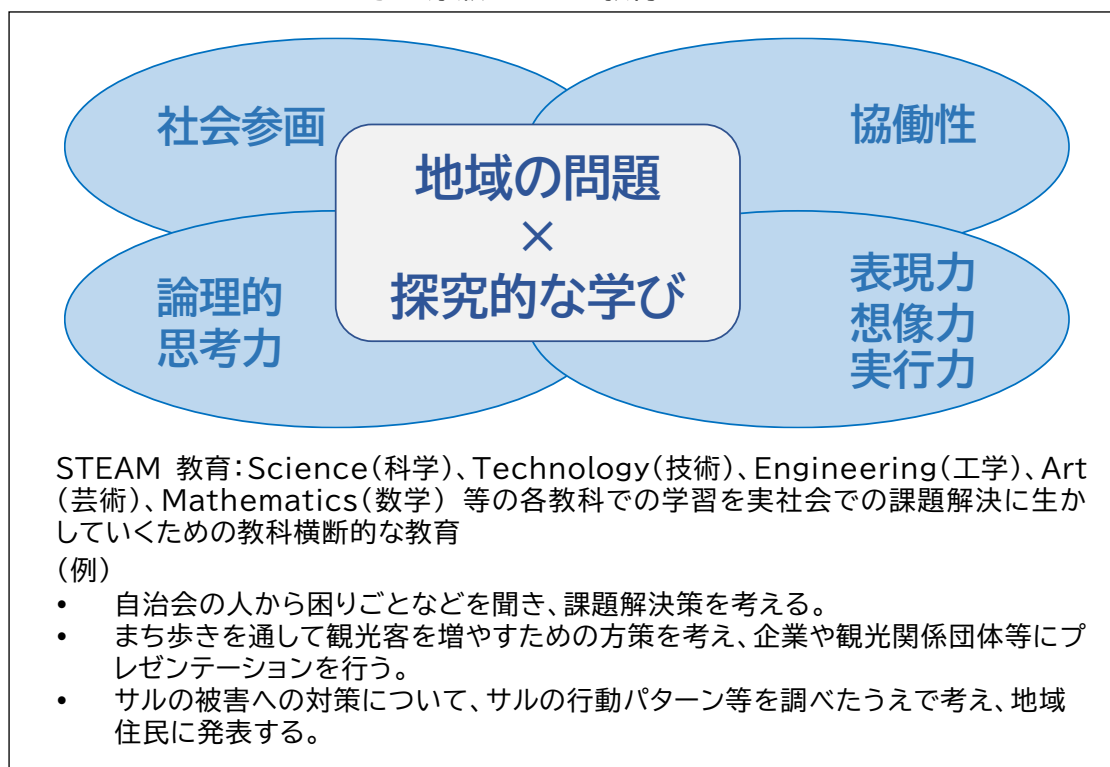 社会参画
協働性
地域の問題
×
探究的な学び
論理的
思考力
表現力
想像力
実行力
STEAM 教育：Science（科学）、Technology（技術）、Engineering（工学）、Art
（芸術）、Mathematics（数学） 等の各教科での学習を実社会での課題解決に生か
していくための教科横断的な教育
（例）
• 自治会の人から困りごとなどを聞き、課題解決策を考える。
• まち歩きを通して観光客を増やすための方策を考え、企業や観光関係団体等にプ
レゼンテーションを行う。
• サルの被害への対策について、サルの行動パターン等を調べたうえで考え、地域
住民に発表する。